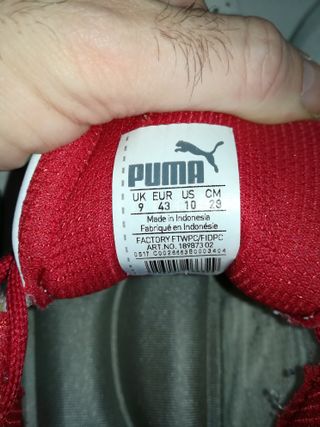 PUMA
UK EUR US CM
9 43 10 28
Made in Indonesia
Fabriqué en Indonésie
FACTORY FTWPC/FIDPC
ART.NO. 189873 02